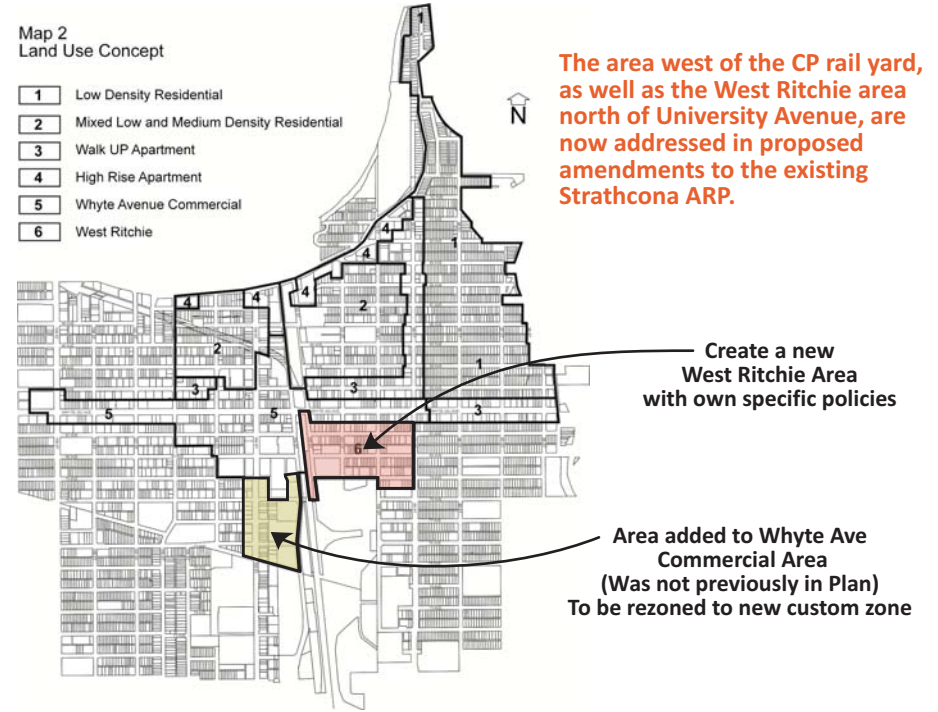 Map 2
Land Use Concept
1 Low Density Residential
2 Mixed Low and Medium Density Residential
3 Walk UP Apartment
4 High Rise Apartment
5 Whyte Avenue Commercial
6 West Ritchie
N
The area west of the CP rail yard,
as well as the West Ritchie area
north of University Avenue, are
now addressed in proposed
amendments to the existing
Strathcona ARP.
1
4
1
4
4
4
4
2
2
1
3
3
5
5
3
6
Create a new
West Ritchie Area
with own specific policies
Area added to Whyte Ave
Commercial Area
(Was not previously in Plan)
To be rezoned to new custom zone